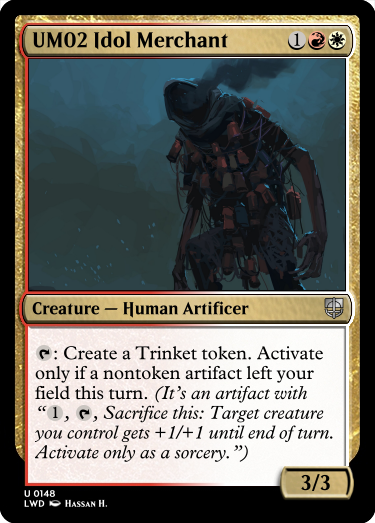 UM02 Idol Merchant 1
Creature — Human Artificer
: Create a Trinket token. Activate
only if a nontoken artifact left your
field this turn. (It's an artifact with
“1, , Sacrifice this: Target creature
you control gets +1/+1 until end of turn.
Activate only as a sorcery.”)
3/3
U 0148
LWD HASSAN H.